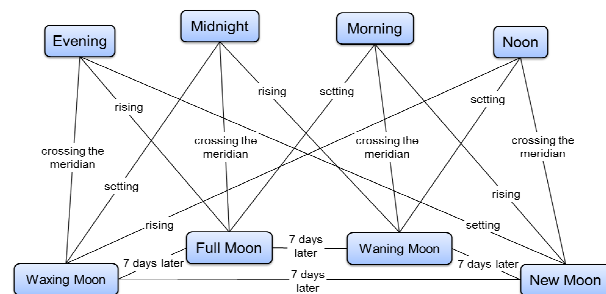 Evening
Midnight
Morning
Noon
rising
rising
setting
setting
crossing the
meridian
crossing the
meridian
crossing the
meridian
crossing the
meridian
setting
rising
rising
setting
Full Moon
7 days
later
Waning Moon
Waxing Moon
7 days later
7 days
later
7 days later
New Moon